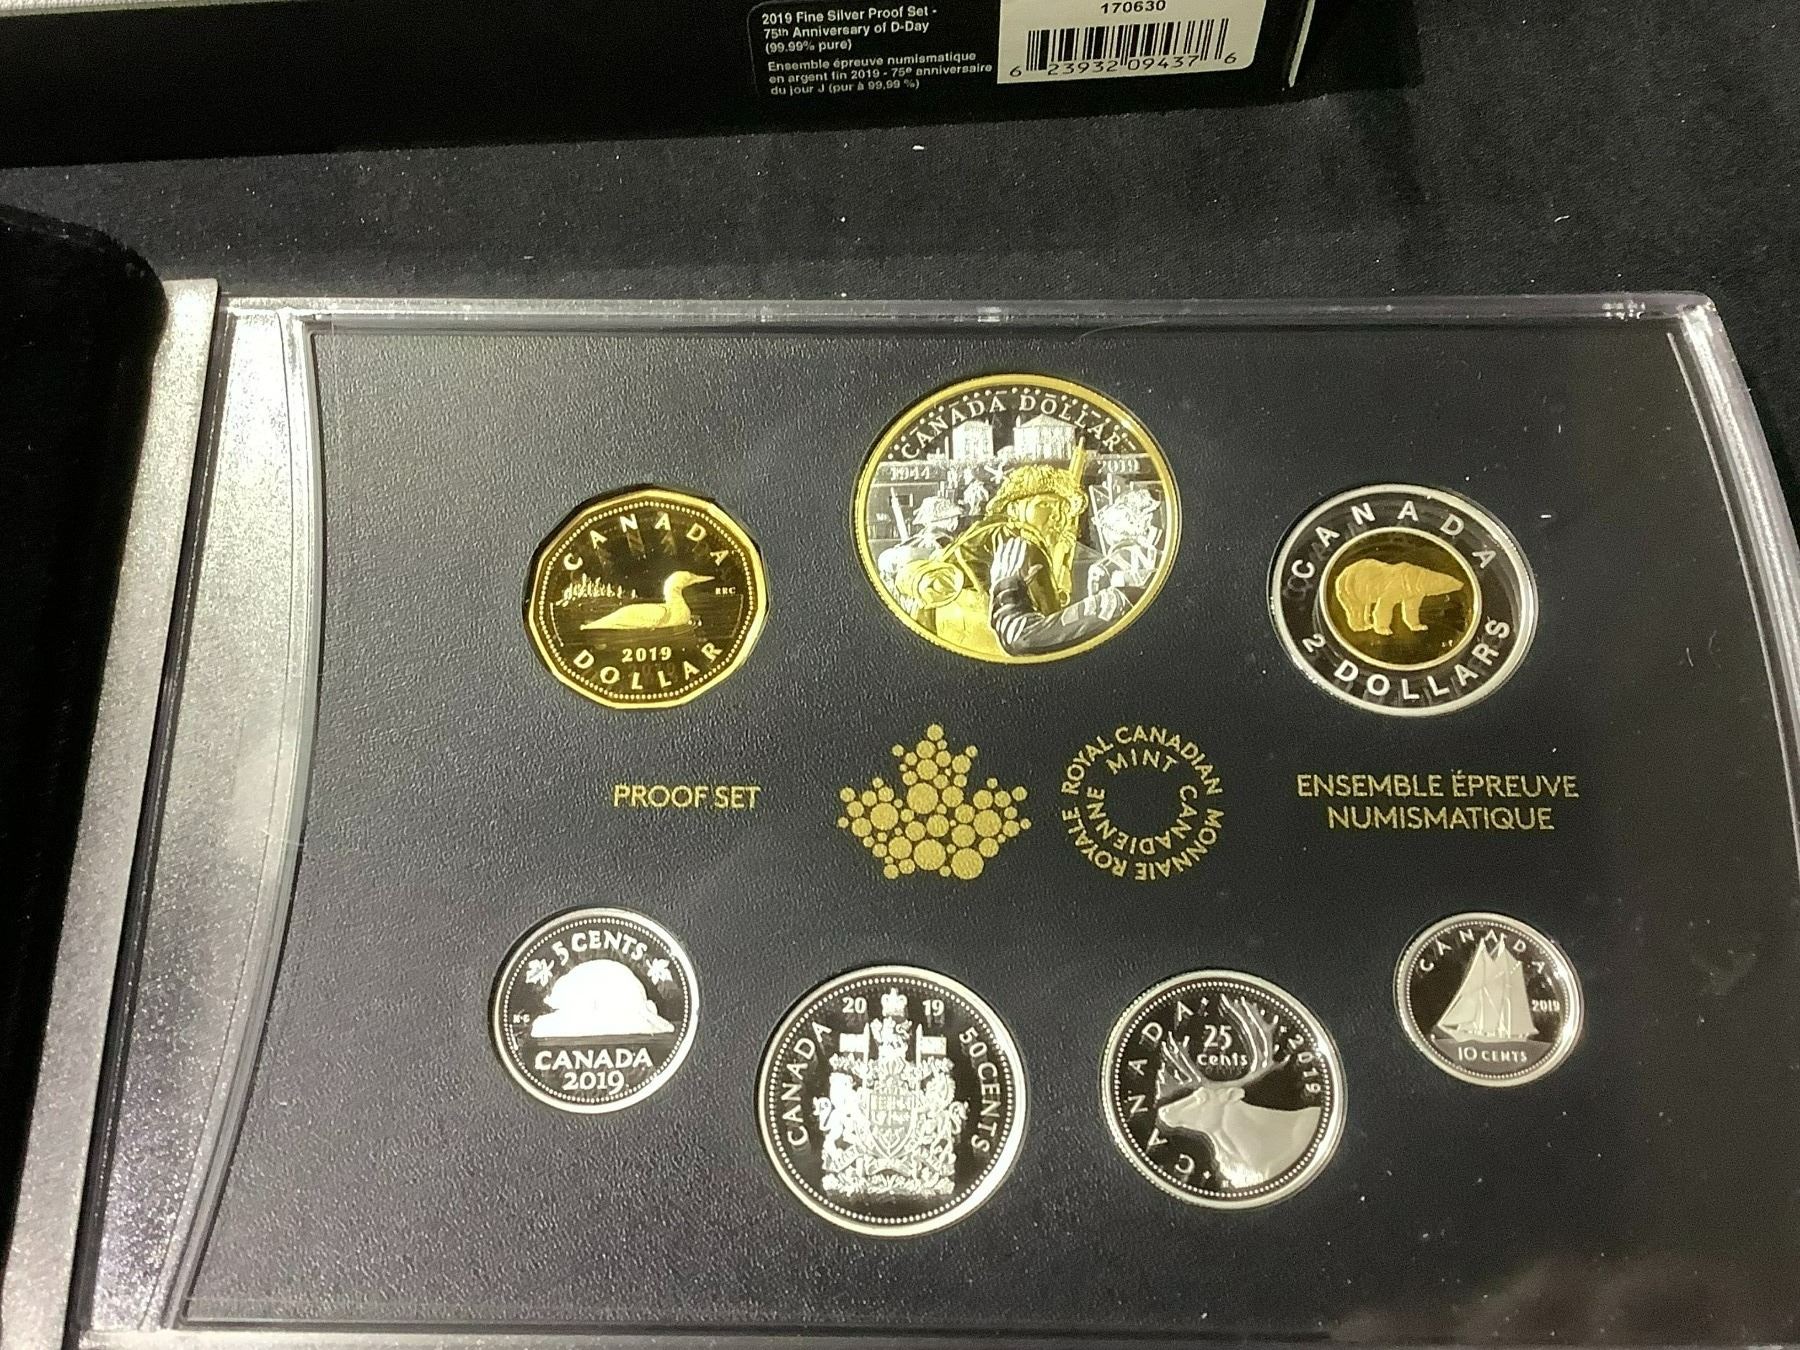 2019 Fine Silver Proof Set -
75th Anniversary of D-Day
(99.99% pure)
Ensemble épreuve numismatique
en argent fin 2019 - 75e anniversaire
du jour J (pur à 99,99 %)
170630
6 23932 09437 6
CANADA DOLLAR
1944 2019
CANADA
RRC
2019
DOLLAR
CANADA
2 DOLLARS
PROOF SET
ROYAL CANADIAN MINT
MONNAIE ROYALE CANADIENNE
ENSEMBLE ÉPREUVE
NUMISMATIQUE
5 CENTS
K·G
CANADA
2019
2019
CANADA
50 CENTS
CANADA
25
cents
2019
CANADA
2019
10 CENTS